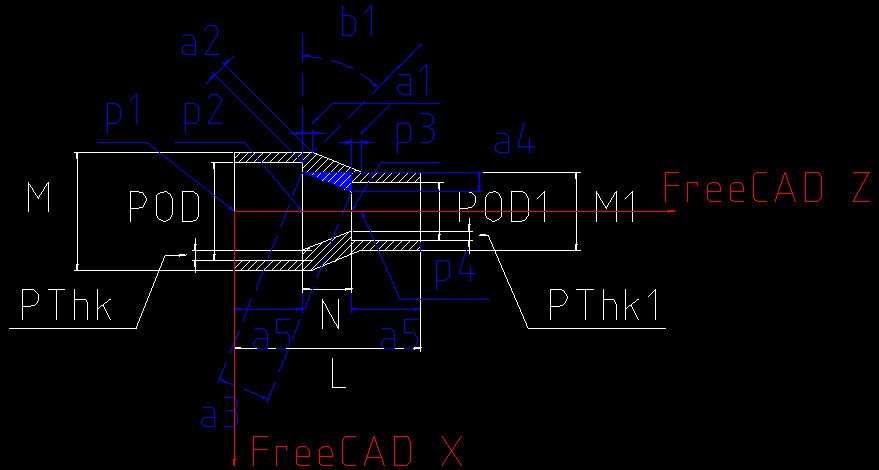 b1
a2
a1
p1
p2
p3
a4
M
POD
POD1
M1
FreeCAD Z
p4
PThk
N
PThk1
a5
a5
L
a3
FreeCAD X